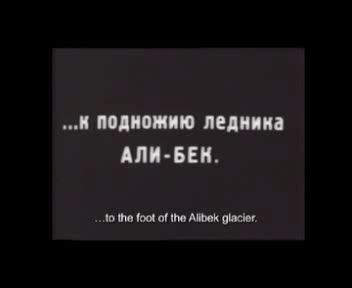 ...к подножию ледника
АЛИ-БЕК.
...to the foot of the Alibek glacier.